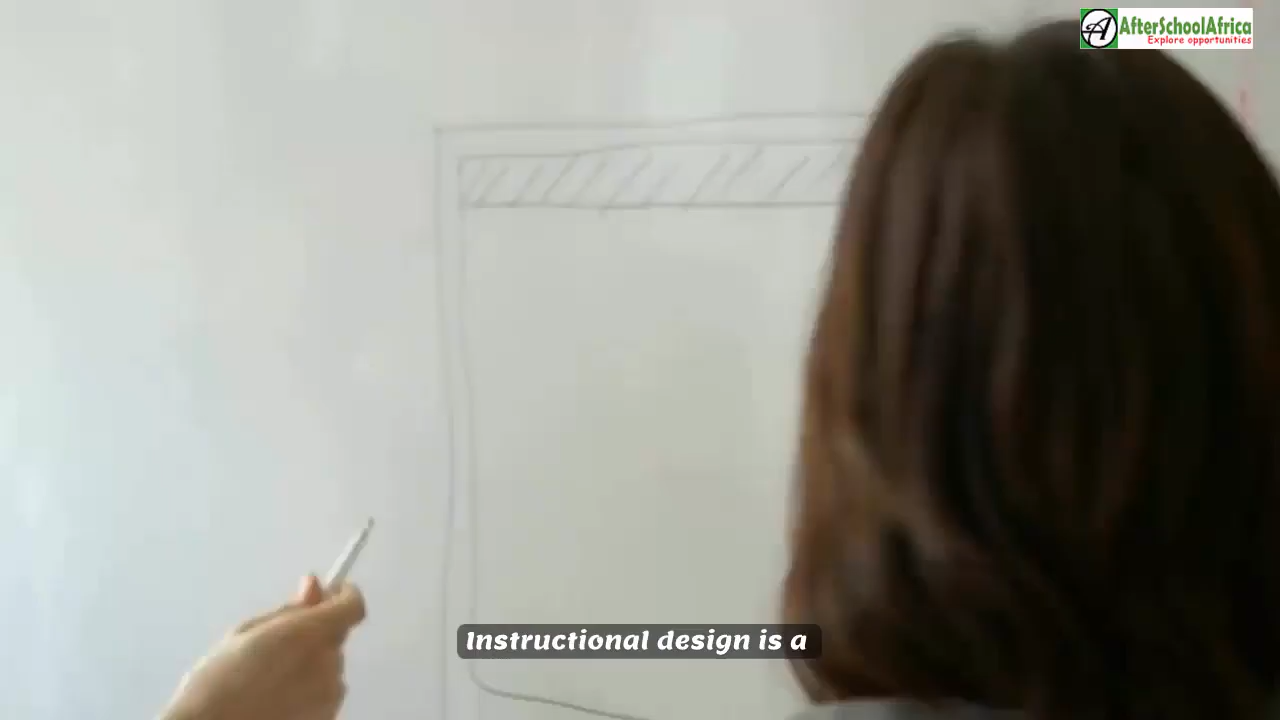 AfterSchoolAfrica
Explore opportunities
Instructional design is a